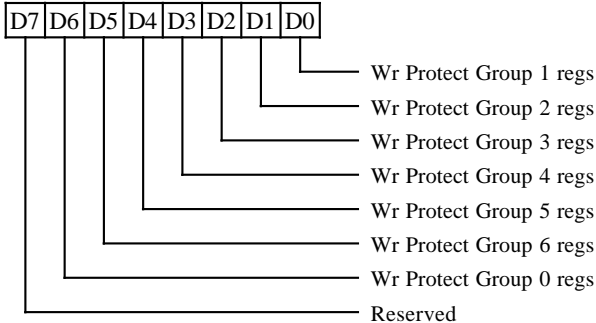 D7 D6 D5 D4 D3 D2 D1 D0
Wr Protect Group 1 regs
Wr Protect Group 2 regs
Wr Protect Group 3 regs
Wr Protect Group 4 regs
Wr Protect Group 5 regs
Wr Protect Group 6 regs
Wr Protect Group 0 regs
Reserved